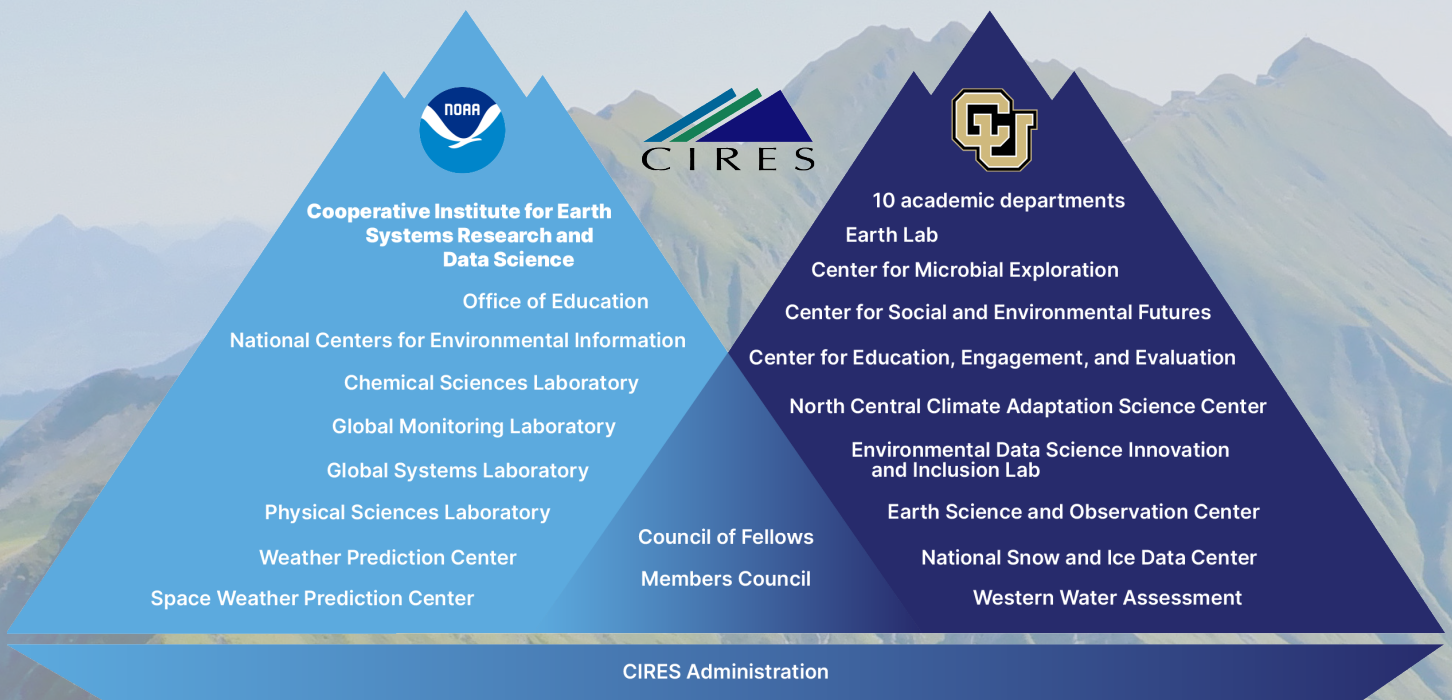 NOAA
Cooperative Institute for Earth
Systems Research and
Data Science
Office of Education
National Centers for Environmental Information
Chemical Sciences Laboratory
Global Monitoring Laboratory
Global Systems Laboratory
Physical Sciences Laboratory
Weather Prediction Center
Space Weather Prediction Center
CIRES
Council of Fellows
Members Council
CU
10 academic departments
Earth Lab
Center for Microbial Exploration
Center for Social and Environmental Futures
Center for Education, Engagement, and Evaluation
North Central Climate Adaptation Science Center
Environmental Data Science Innovation
and Inclusion Lab
Earth Science and Observation Center
National Snow and Ice Data Center
Western Water Assessment
CIRES Administration